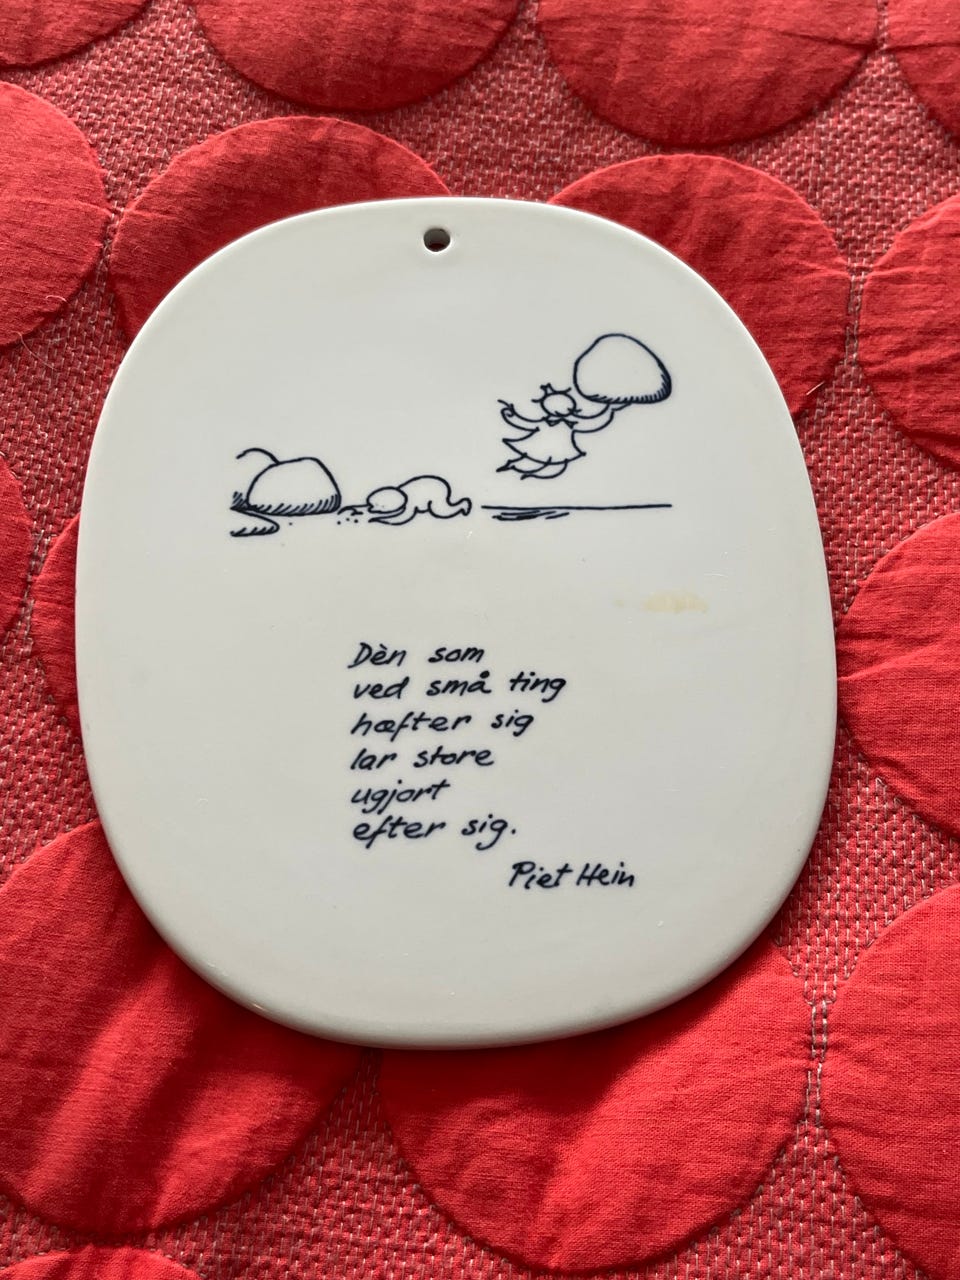 Dèn som
ved små ting
hæfter sig
lar store
ugjort
efter sig.
Piet Hein